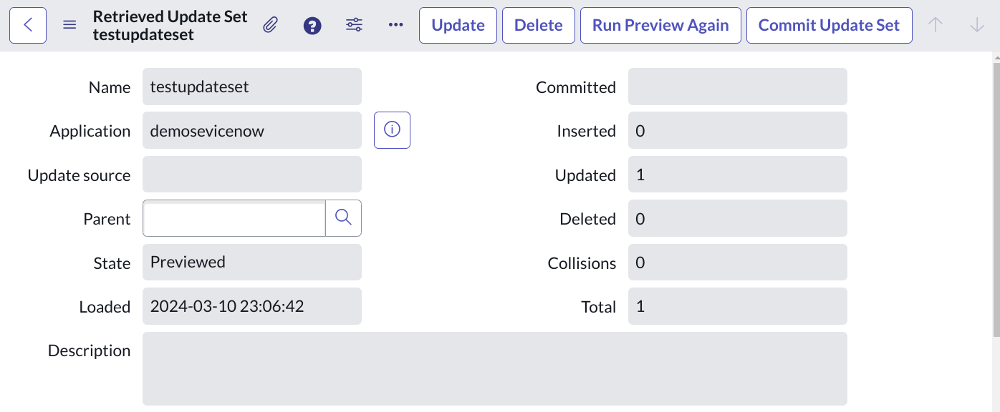 Retrieved Update Set
testupdateset
Update
Delete
Run Preview Again
Commit Update Set
Name
testupdateset
Application
demosevicenow
Update source
Parent
State
Previewed
Loaded
2024-03-10 23:06:42
Description
Committed
Inserted
0
Updated
1
Deleted
0
Collisions
0
Total
1